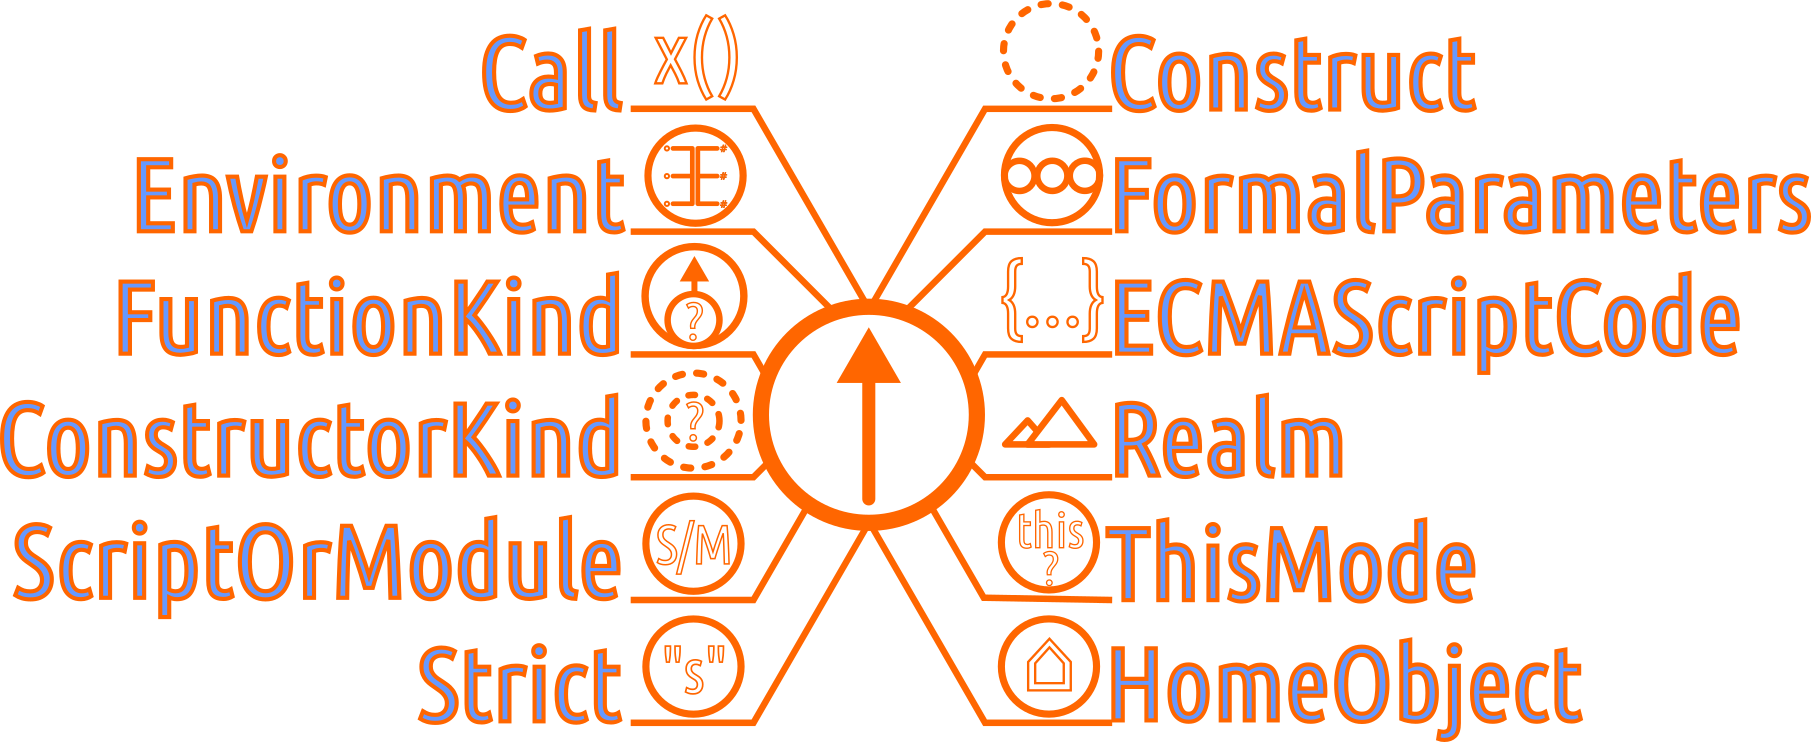 Call x() Construct
Environment FormalParameters
FunctionKind ? {...} ECMAScriptCode
ConstructorKind ? Realm
ScriptOrModule S/M this ? ThisMode
Strict "s" HomeObject